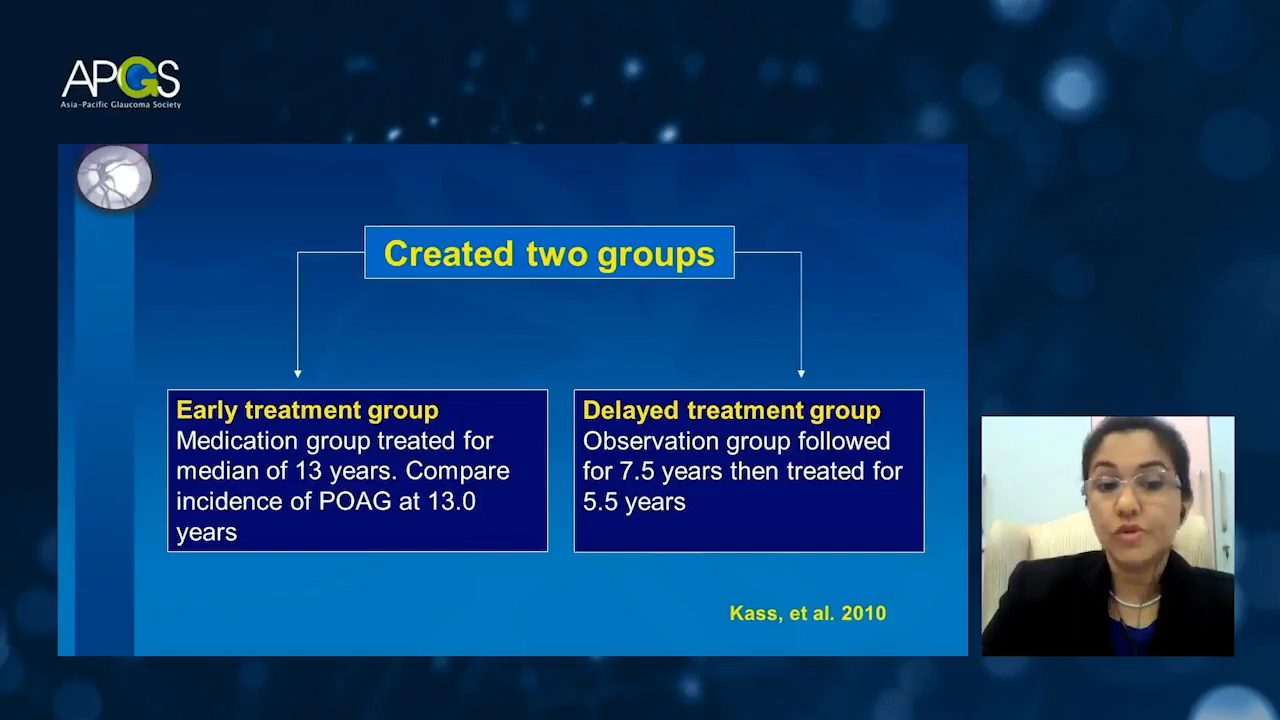 APGS
Asia-Pacific Glaucoma Society
Created two groups
Early treatment group
Medication group treated for
median of 13 years. Compare
incidence of POAG at 13.0
years
Delayed treatment group
Observation group followed
for 7.5 years then treated for
5.5 years
Kass, et al. 2010